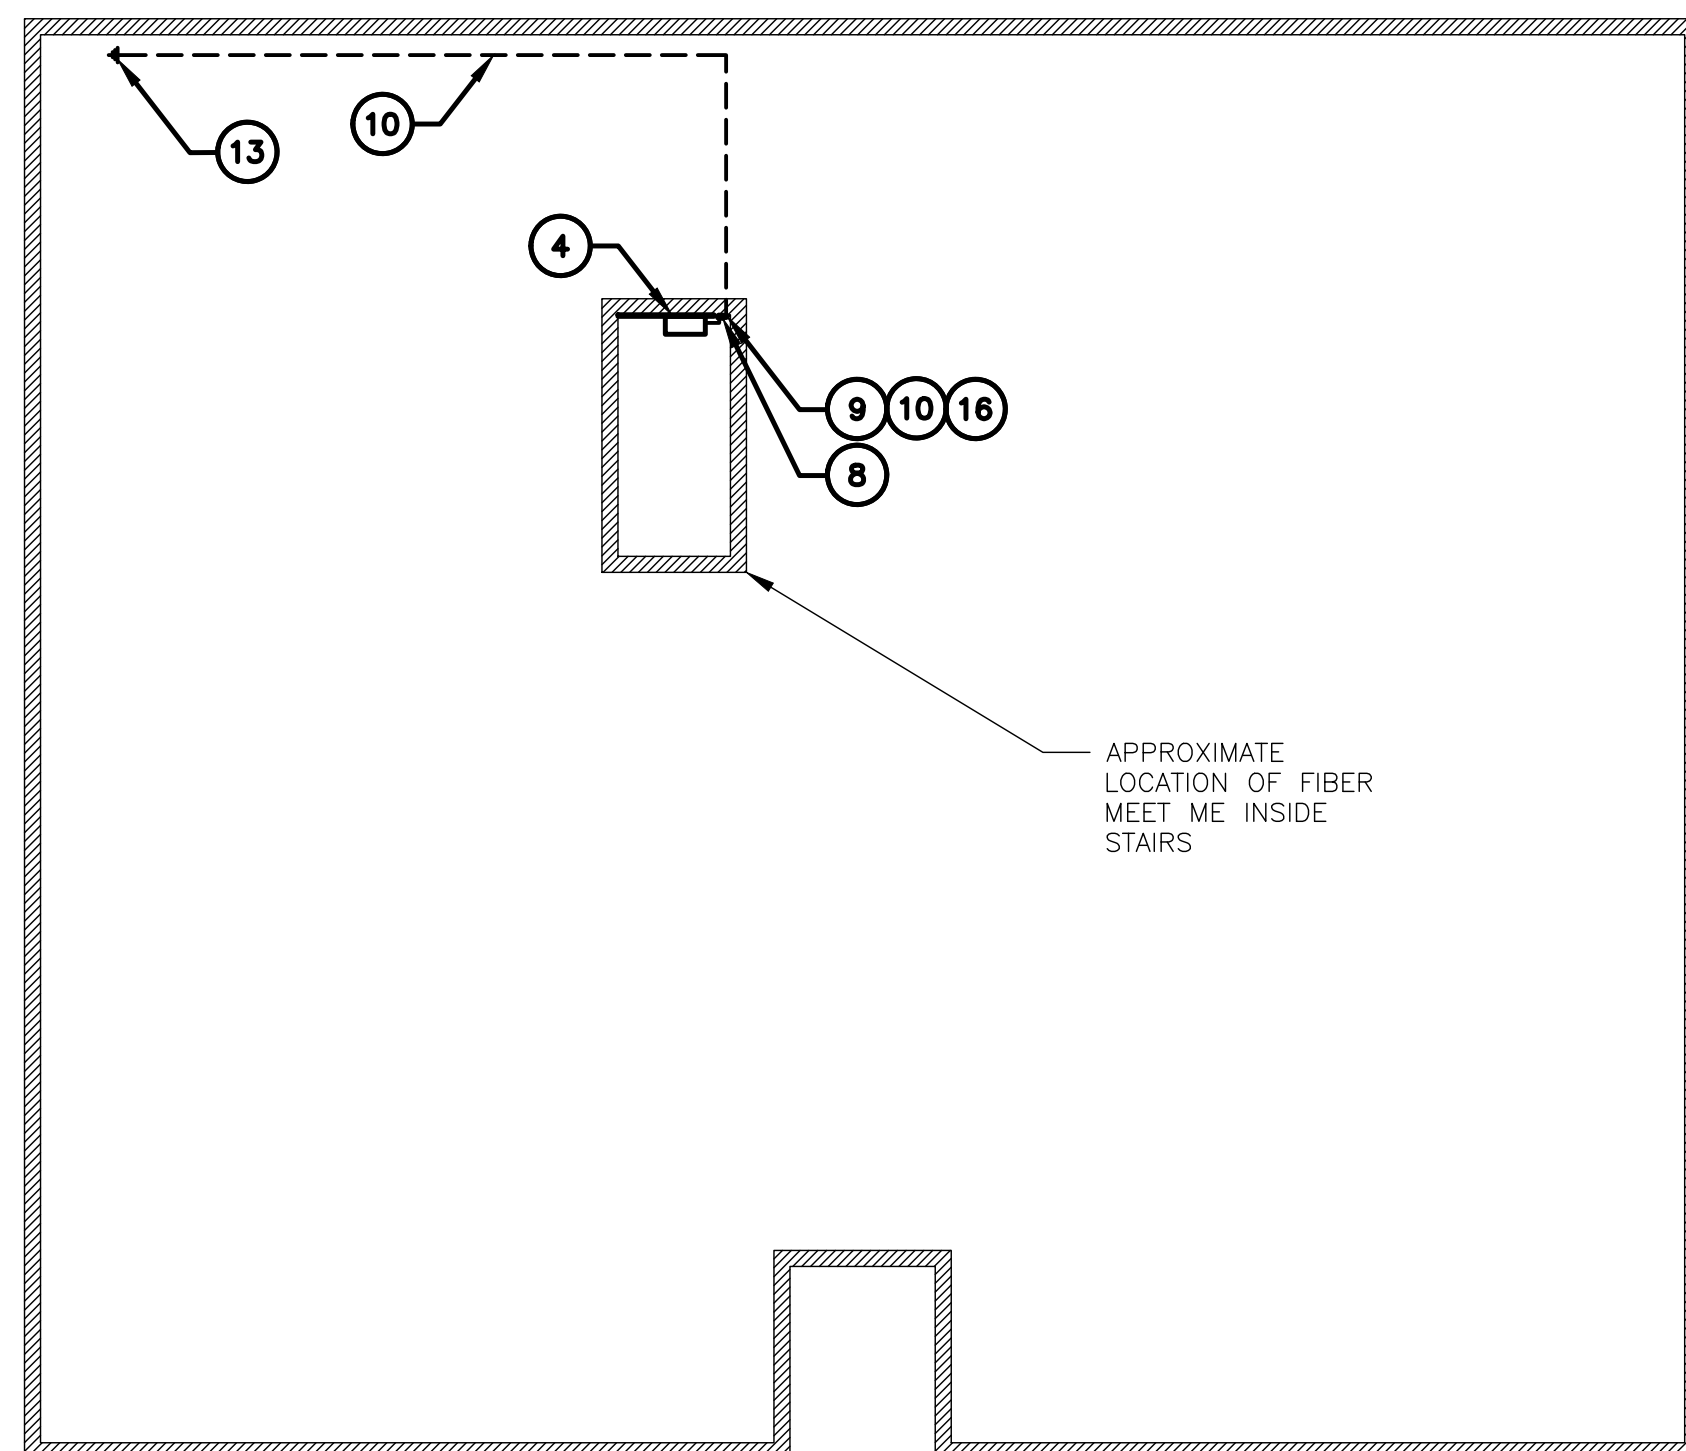 10
13
4
9 10 16
8
APPROXIMATE
LOCATION OF FIBER
MEET ME INSIDE
STAIRS